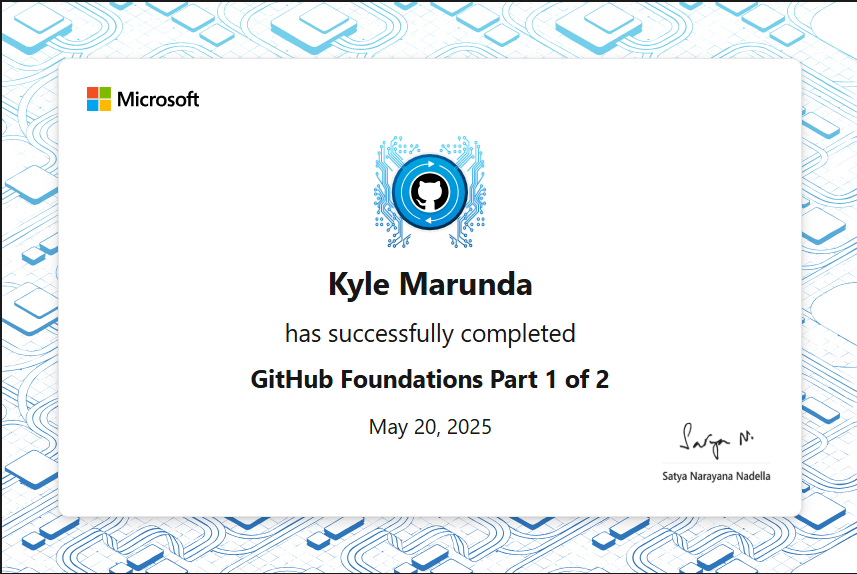 Microsoft
Kyle Marunda
has successfully completed
GitHub Foundations Part 1 of 2
May 20, 2025
Satya N.
Satya Narayana Nadella